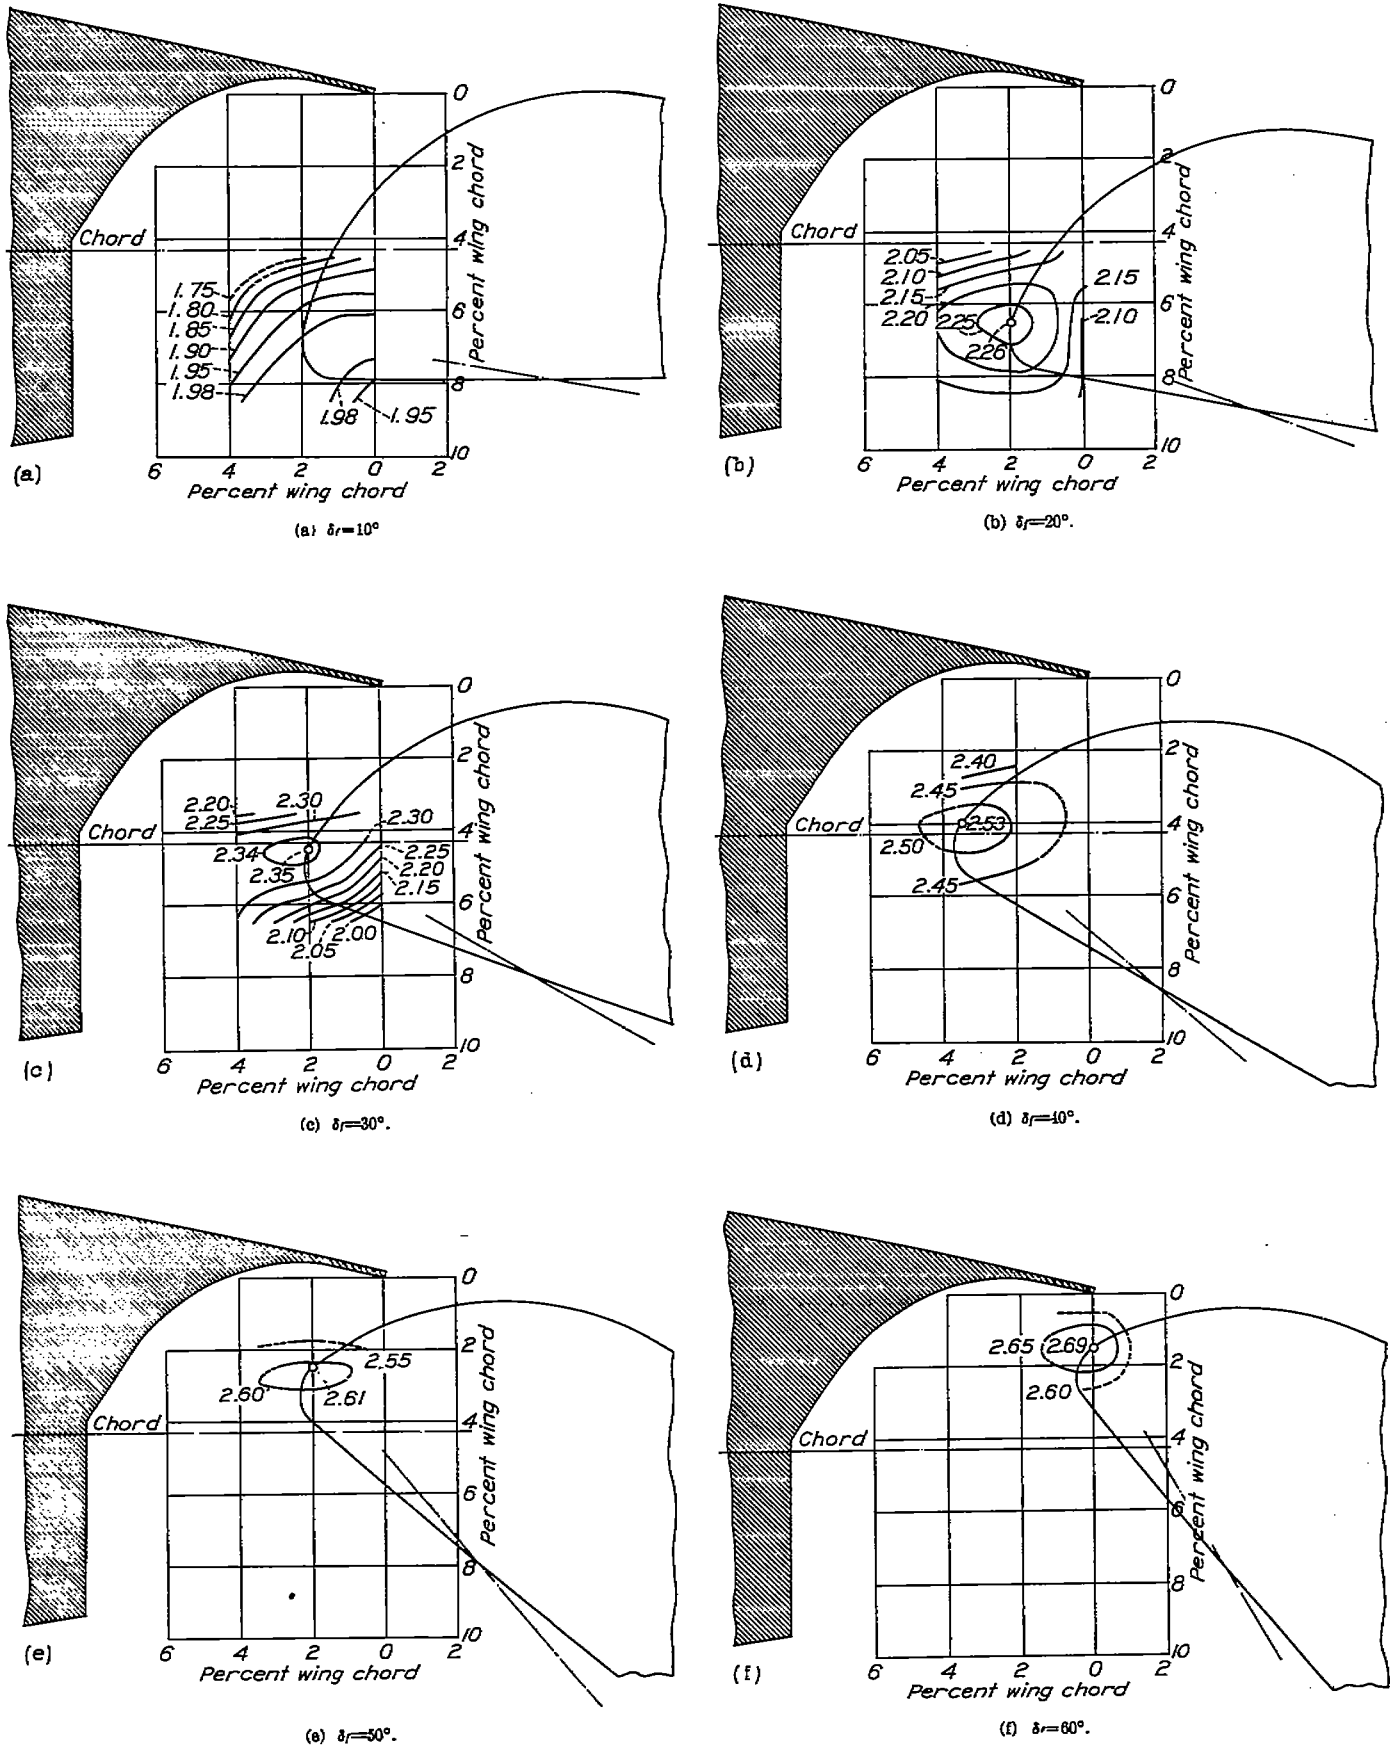 0
2
4
6
8
10
Percent wing chord
Chord
1.75
1.80
1.85
1.90
1.95
1.98
1.98
1.95
6 4 2 0 2
Percent wing chord
(a)
(a) δf=10°
0
2
4
6
8
10
Percent wing chord
Chord
2.05
2.10
2.15
2.20
2.25
2.26
2.15
2.10
6 4 2 0 2
Percent wing chord
(b)
(b) δf=20°.
0
2
4
6
8
10
Percent wing chord
Chord
2.20
2.25
2.30
2.30
2.34
2.35
2.25
2.20
2.15
2.10
2.05
2.00
6 4 2 0 2
Percent wing chord
(c)
(c) δf=30°.
0
2
4
6
8
10
Percent wing chord
Chord
2.40
2.45
2.53
2.50
2.45
6 4 2 0 2
Percent wing chord
(d)
(d) δf=40°.
0
2
4
6
8
10
Percent wing chord
Chord
2.55
2.60
2.61
6 4 2 0 2
Percent wing chord
(e)
(e) δf=50°.
0
2
4
6
8
10
Percent wing chord
Chord
2.65
2.69
2.60
6 4 2 0 2
Percent wing chord
(f)
(f) δf=60°.